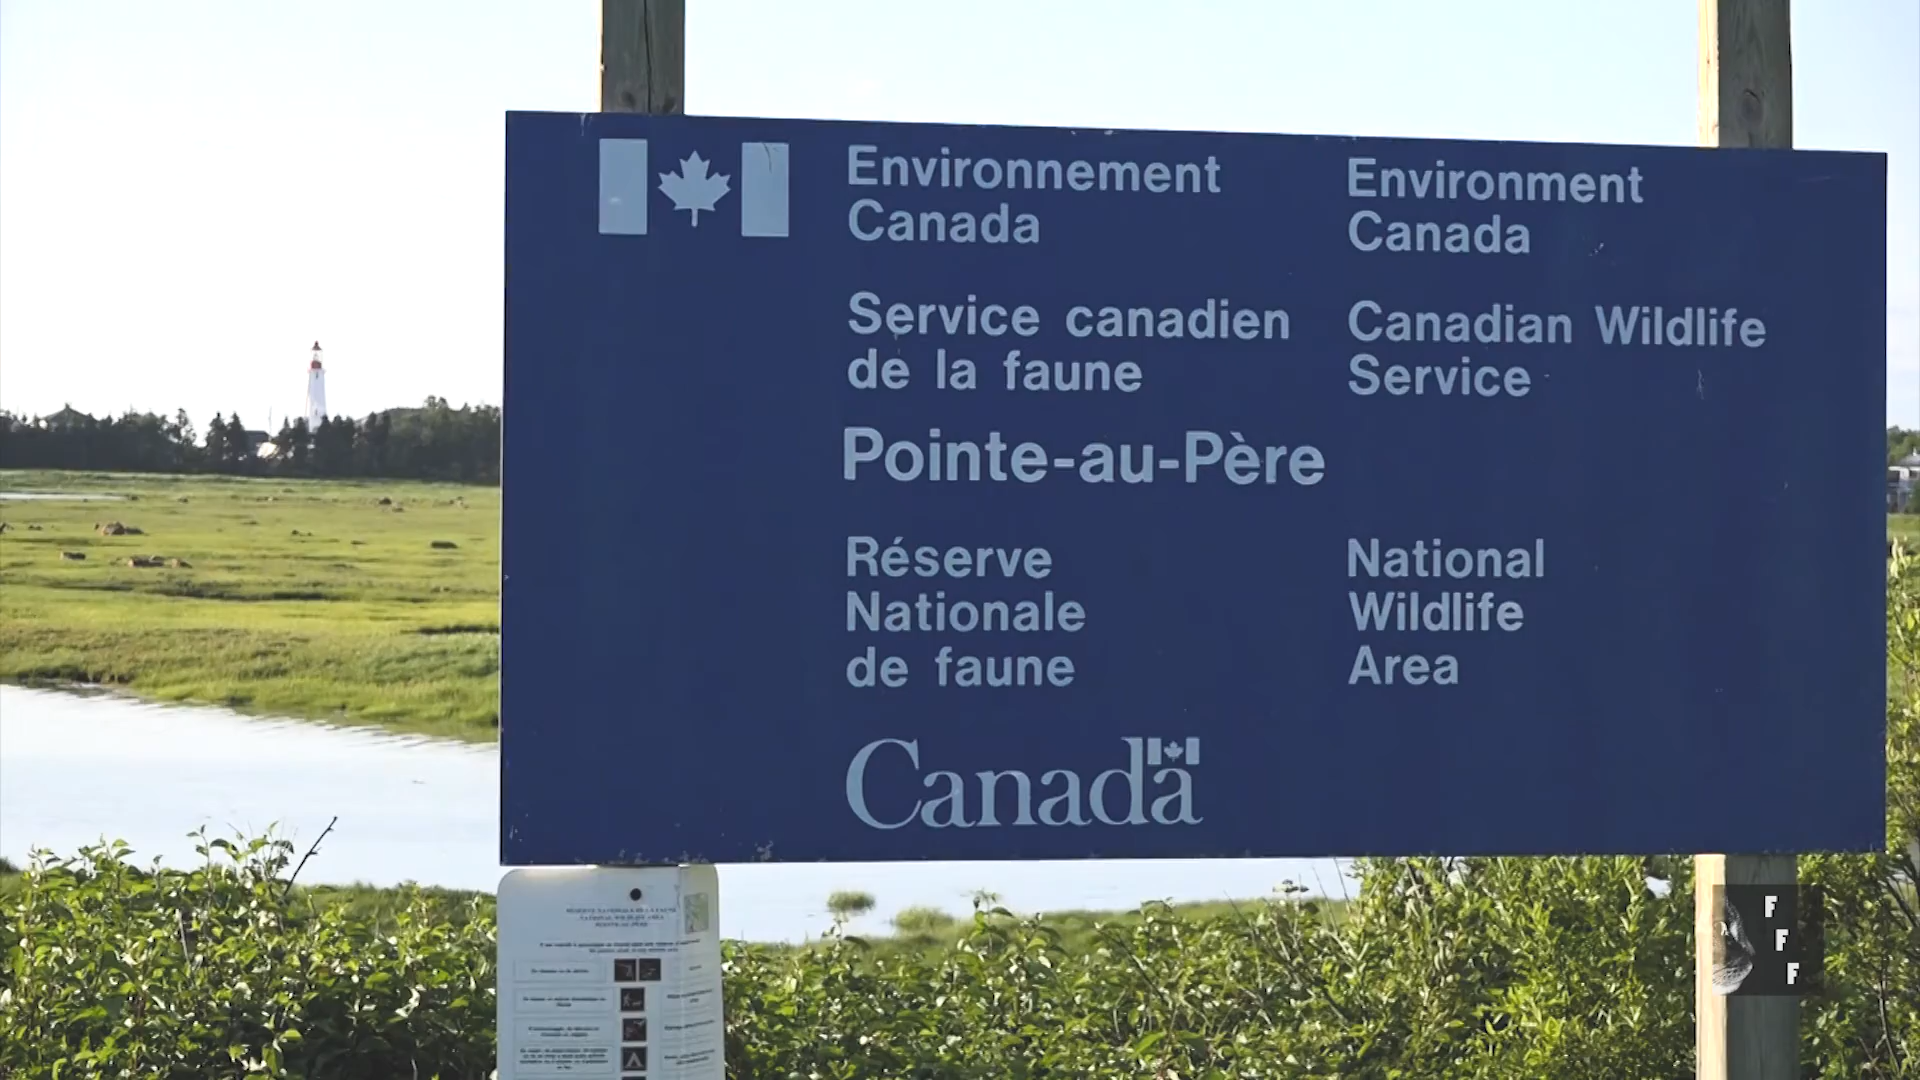 Environnement
Canada
Environment
Canada
Service canadien
de la faune
Canadian Wildlife
Service
Pointe-au-Père
Réserve
Nationale
de faune
National
Wildlife
Area
Canada
F
F
F